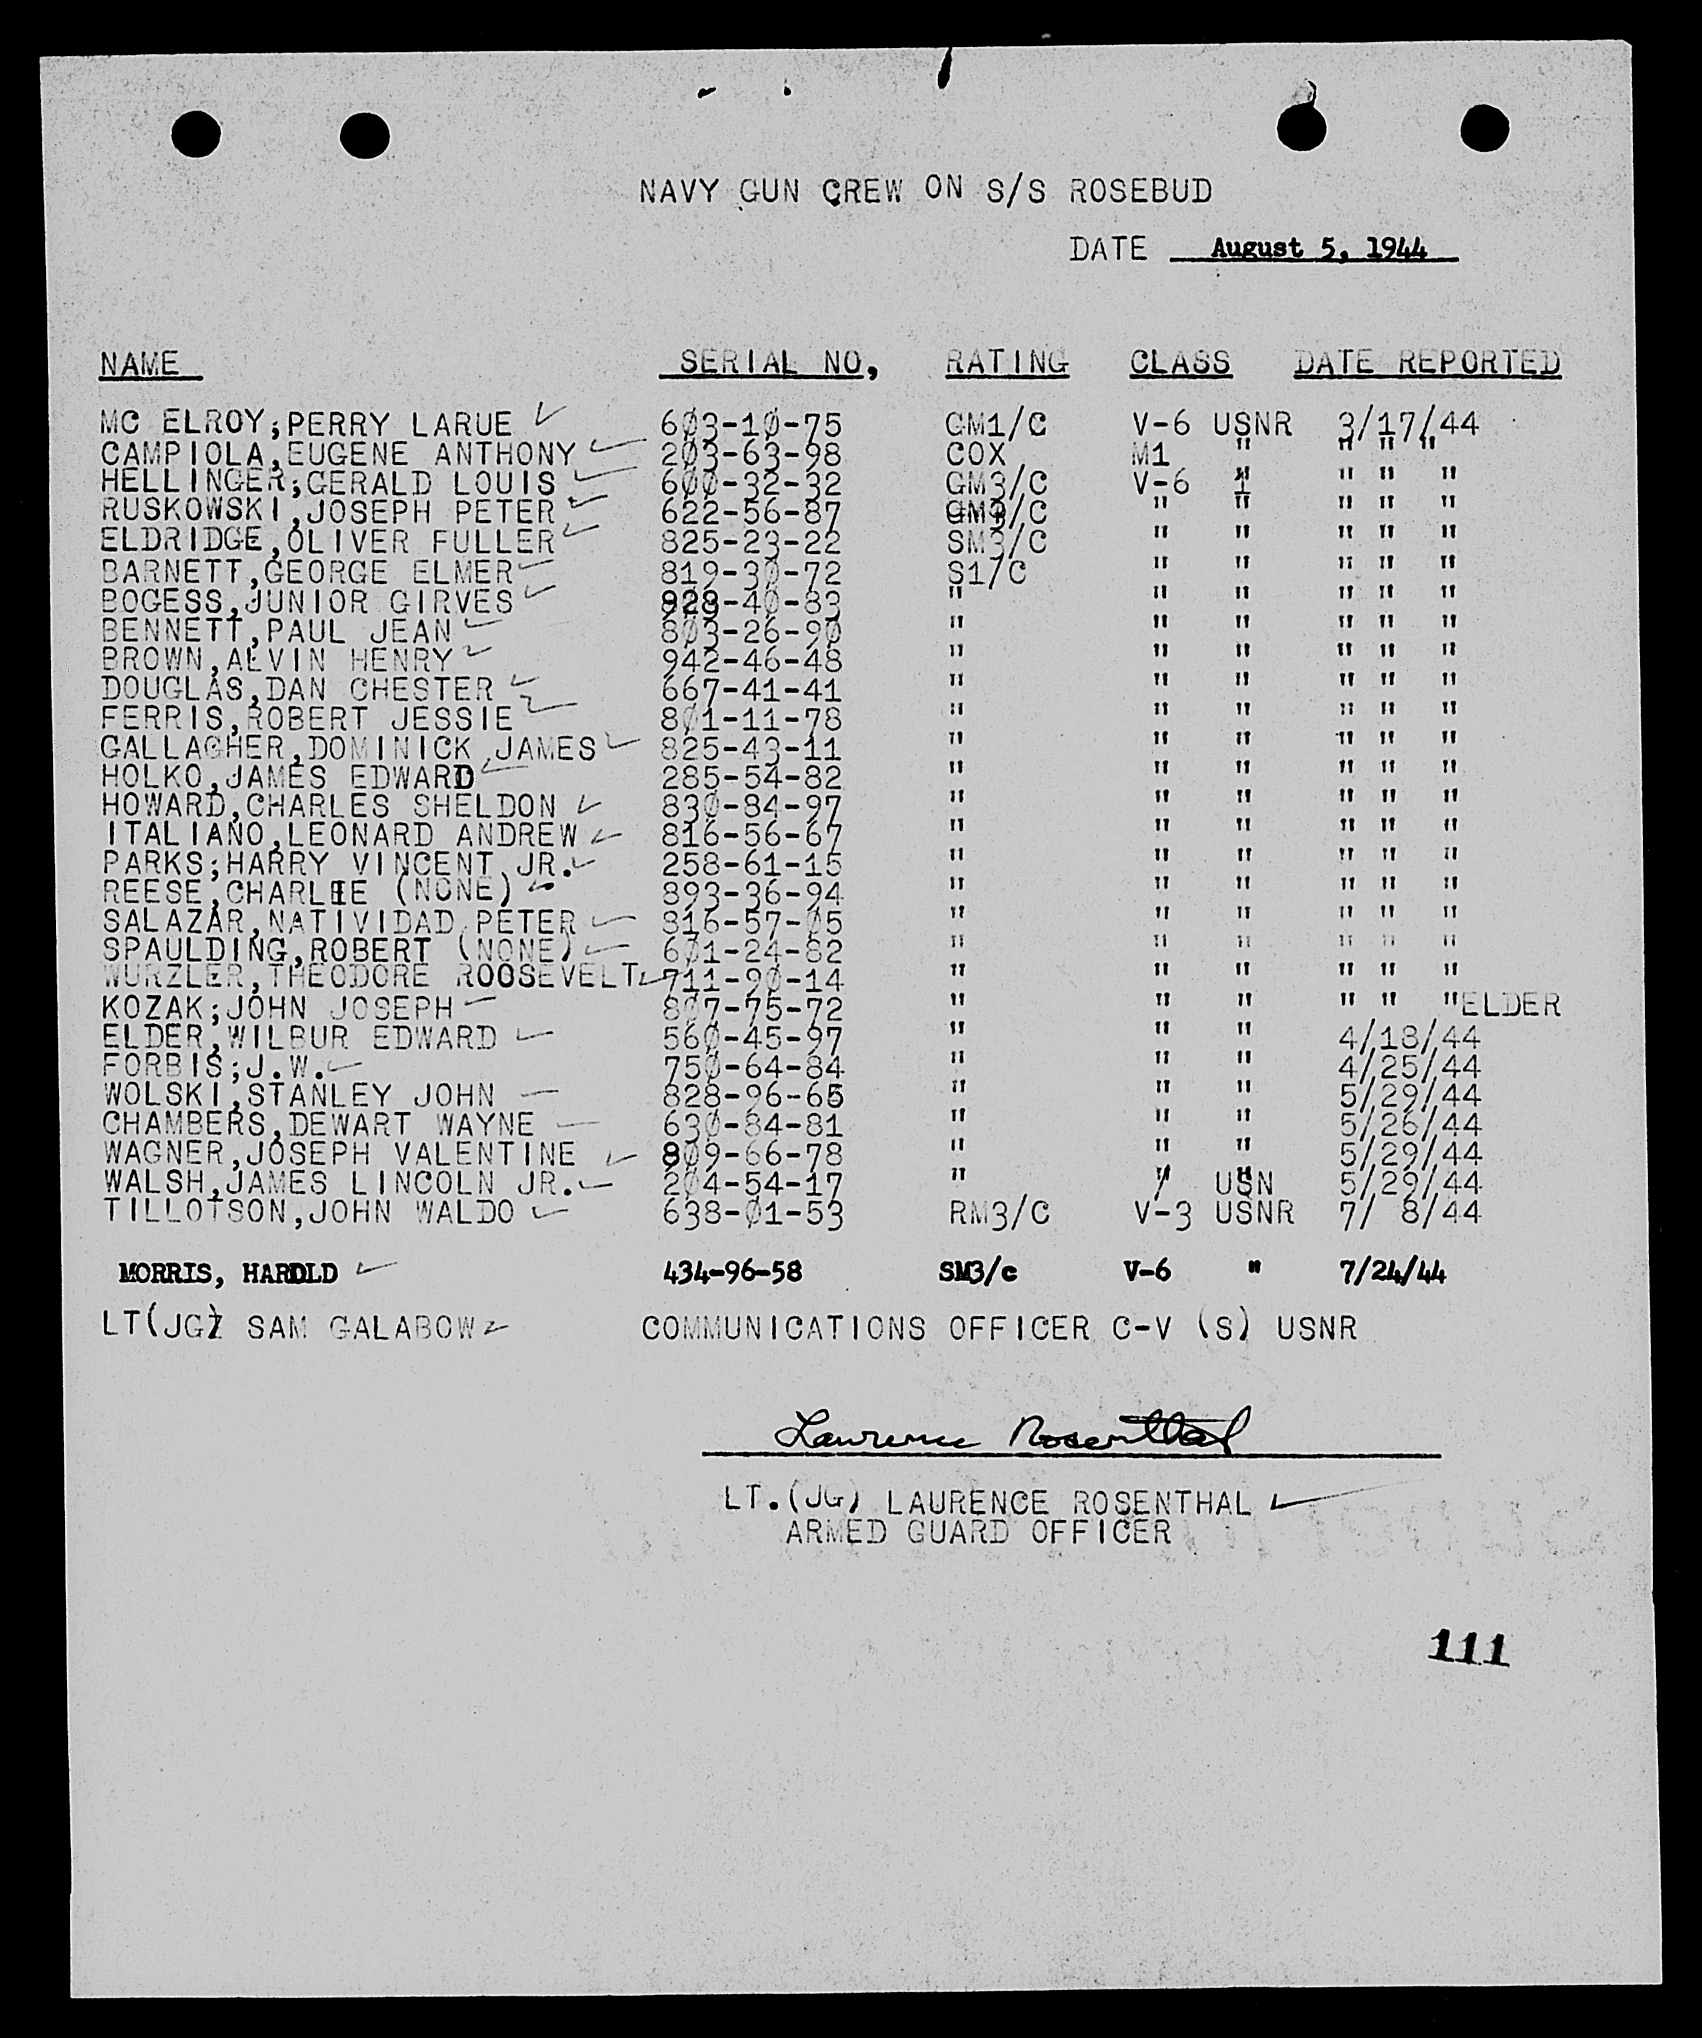 NAVY GUN CREW ON S/S ROSEBUD
DATE August 5, 1944
NAME SERIAL NO, RATING CLASS DATE REPORTED
MC ELROY;PERRY LARUE 603-10-75 GM1/C V-6 USNR 3/17/44
CAMPIOLA,EUGENE ANTHONY 203-63-98 COX M1 " " " "
HELLINGER;GERALD LOUIS 600-32-32 GM3/C V-6 " " " "
RUSKOWSKI,JOSEPH PETER 622-56-87 GM3/C " " " " "
ELDRIDGE,OLIVER FULLER 825-23-22 SM3/C " " " " "
BARNETT,GEORGE ELMER 819-30-72 S1/C " " " " "
BOGESS,JUNIOR GIRVES 929-40-83 " " " " " "
BENNETT,PAUL JEAN 803-26-90 " " " " " "
BROWN,ALVIN HENRY 942-46-48 " " " " " "
DOUGLAS,DAN CHESTER 667-41-41 " " " " " "
FERRIS,ROBERT JESSIE 801-11-78 " " " " " "
GALLAGHER,DOMINICK,JAMES 825-43-11 " " " " " "
HOLKO,JAMES EDWARD 285-54-82 " " " " " "
HOWARD,CHARLES SHELDON 830-84-97 " " " " " "
ITALIANO,LEONARD ANDREW 816-56-67 " " " " " "
PARKS;HARRY VINCENT JR. 258-61-15 " " " " " "
REESE,CHARLIE (NONE) 893-36-94 " " " " " "
SALAZAR,NATIVIDAD PETER 816-57-05 " " " " " "
SPAULDING,ROBERT (NONE) 601-24-82 " " " " " "
WURZLER,THEODORE ROOSEVELT 711-90-14 " " " " " "
KOZAK;JOHN JOSEPH 807-75-72 " " " " " "ELDER
ELDER,WILBUR EDWARD 560-45-97 " " " 4/18/44
FORBIS;J.W. 750-64-84 " " " 4/25/44
WOLSKI,STANLEY JOHN 828-96-65 " " " 5/29/44
CHAMBERS,DEWART WAYNE 630-84-81 " " " 5/26/44
WAGNER,JOSEPH VALENTINE 809-66-78 " " " 5/29/44
WALSH,JAMES LINCOLN JR. 204-54-17 " / USN 5/29/44
TILLOTSON,JOHN WALDO 638-01-53 RM3/C V-3 USNR 7/ 8/44
MORRIS, HAROLD 434-96-58 SM3/c V-6 " 7/24/44
LT(JG) SAM GALABOW COMMUNICATIONS OFFICER C-V (S) USNR
Laurence Rosenthal
LT.(JG) LAURENCE ROSENTHAL
ARMED GUARD OFFICER
111